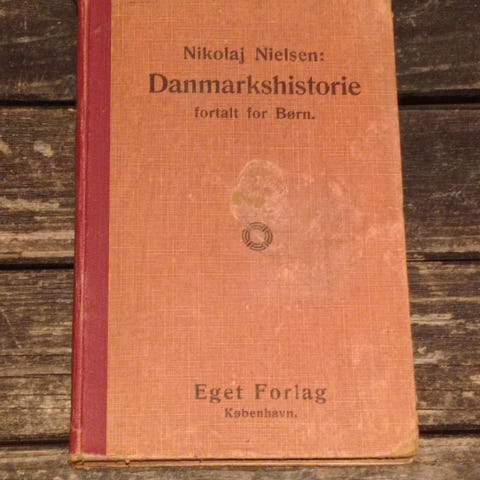 Nikolaj Nielsen:
Danmarkshistorie
fortalt for Børn.
Eget Forlag
København.